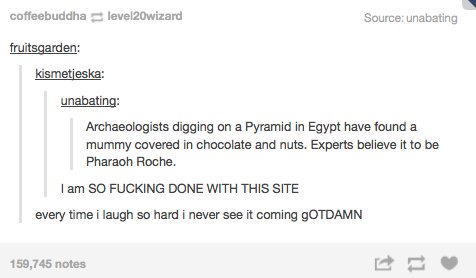 coffeebuddha level20wizard Source: unabating
fruitsgarden:
kismetjeska:
unabating:
Archaeologists digging on a Pyramid in Egypt have found a
mummy covered in chocolate and nuts. Experts believe it to be
Pharaoh Roche.
I am SO FUCKING DONE WITH THIS SITE
every time i laugh so hard i never see it coming gOTDAMN
159,745 notes